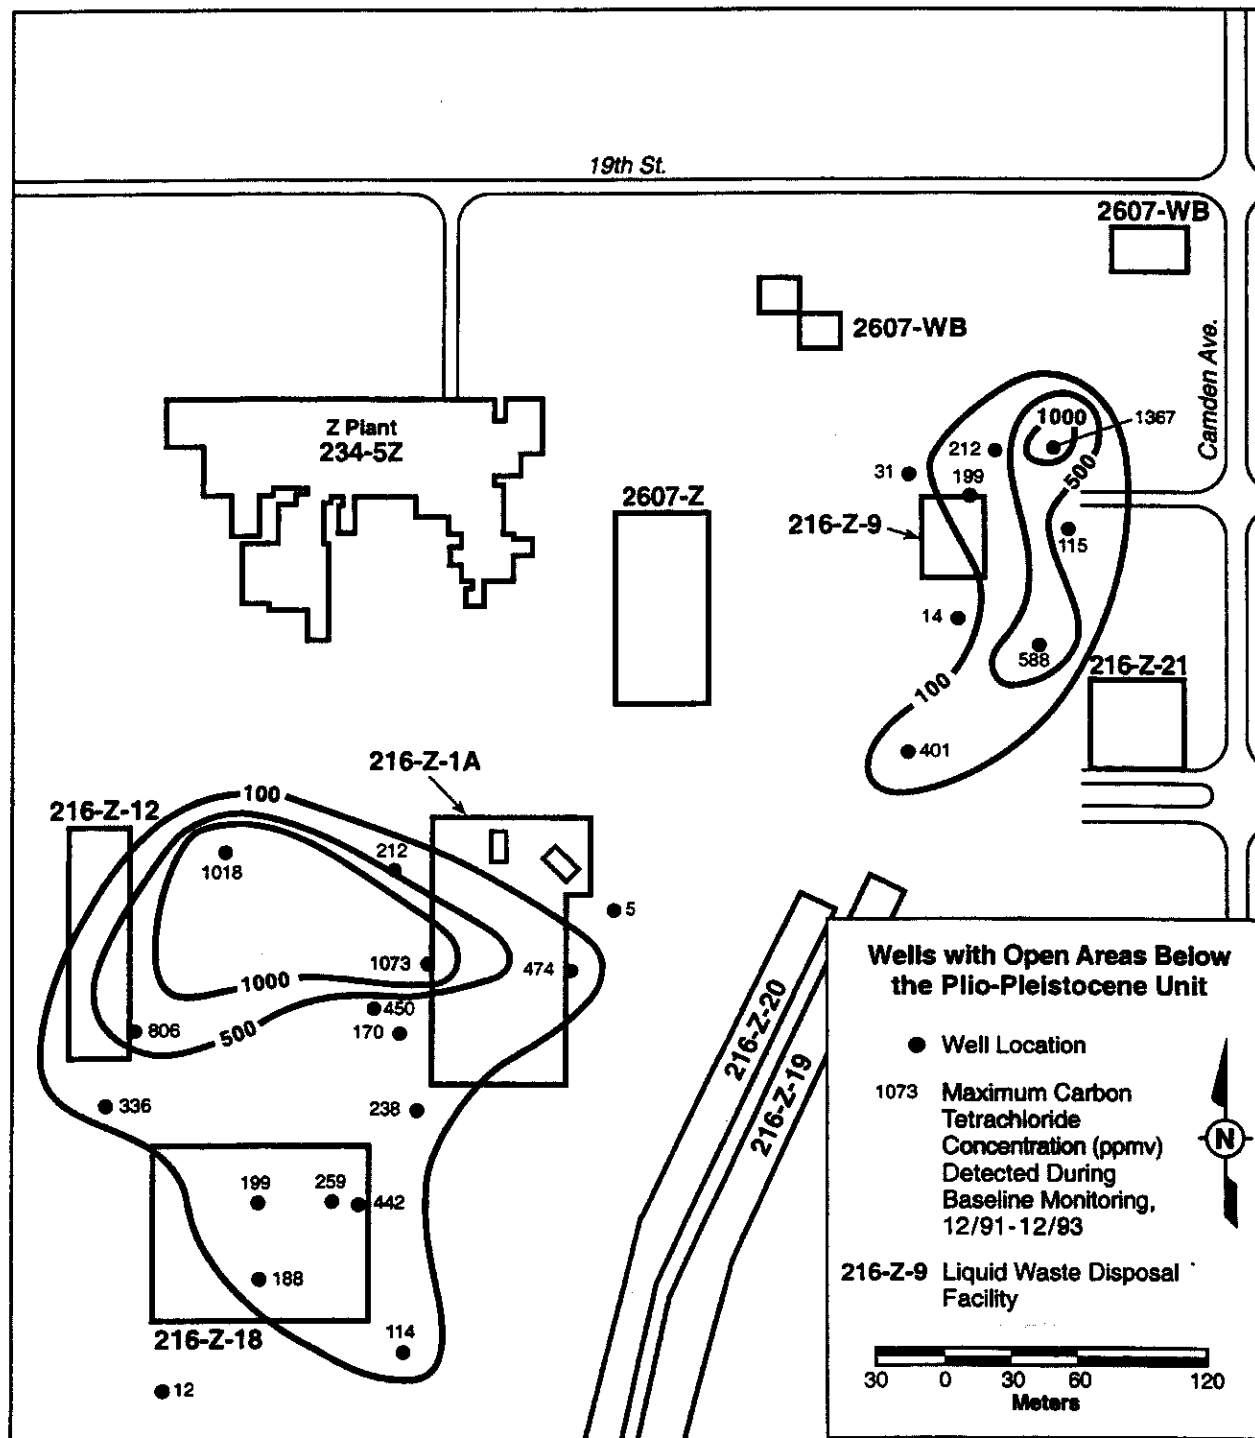 19th St.
2607-WB
2607-WB
Camden Ave.
Z Plant
234-5Z
1000
1367
212
31
500
199
2607-Z
216-Z-9
115
14
588
216-Z-21
100
401
216-Z-1A
100
216-Z-12
212
1018
5
1073
474
1000
450
806
500
170
336
238
199
259
442
188
216-Z-18
114
12
216-Z-20
216-Z-19
Wells with Open Areas Below
the Plio-Pleistocene Unit
Well Location
1073 Maximum Carbon
Tetrachloride
Concentration (ppmv)
Detected During
Baseline Monitoring,
12/91-12/93
N
216-Z-9 Liquid Waste Disposal
Facility
30 0 30 60 120
Meters